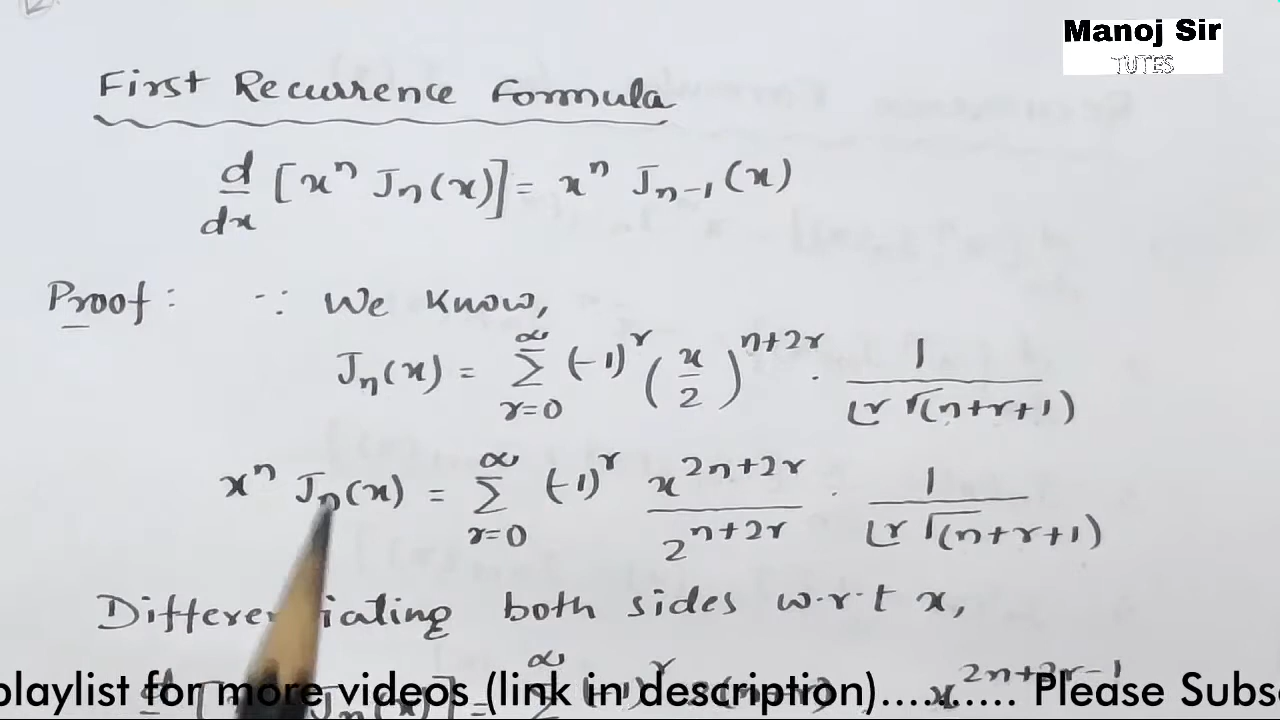 Manoj Sir
TUTES
First Recurrence Formula
d/dx [x^n J_n(x)] = x^n J_{n-1}(x)
Proof: ∵ We know,
J_n(x) = ∑_{r=0}^{∞} (-1)^r (x/2)^{n+2r} · 1/(⌊r √(n+r+1))
x^n J_n(x) = ∑_{r=0}^{∞} (-1)^r x^{2n+2r}/2^{n+2r} · 1/(⌊r √(n+r+1))
Differentiating both sides w.r.t x,
playlist for more videos (link in description).......... Please Subs